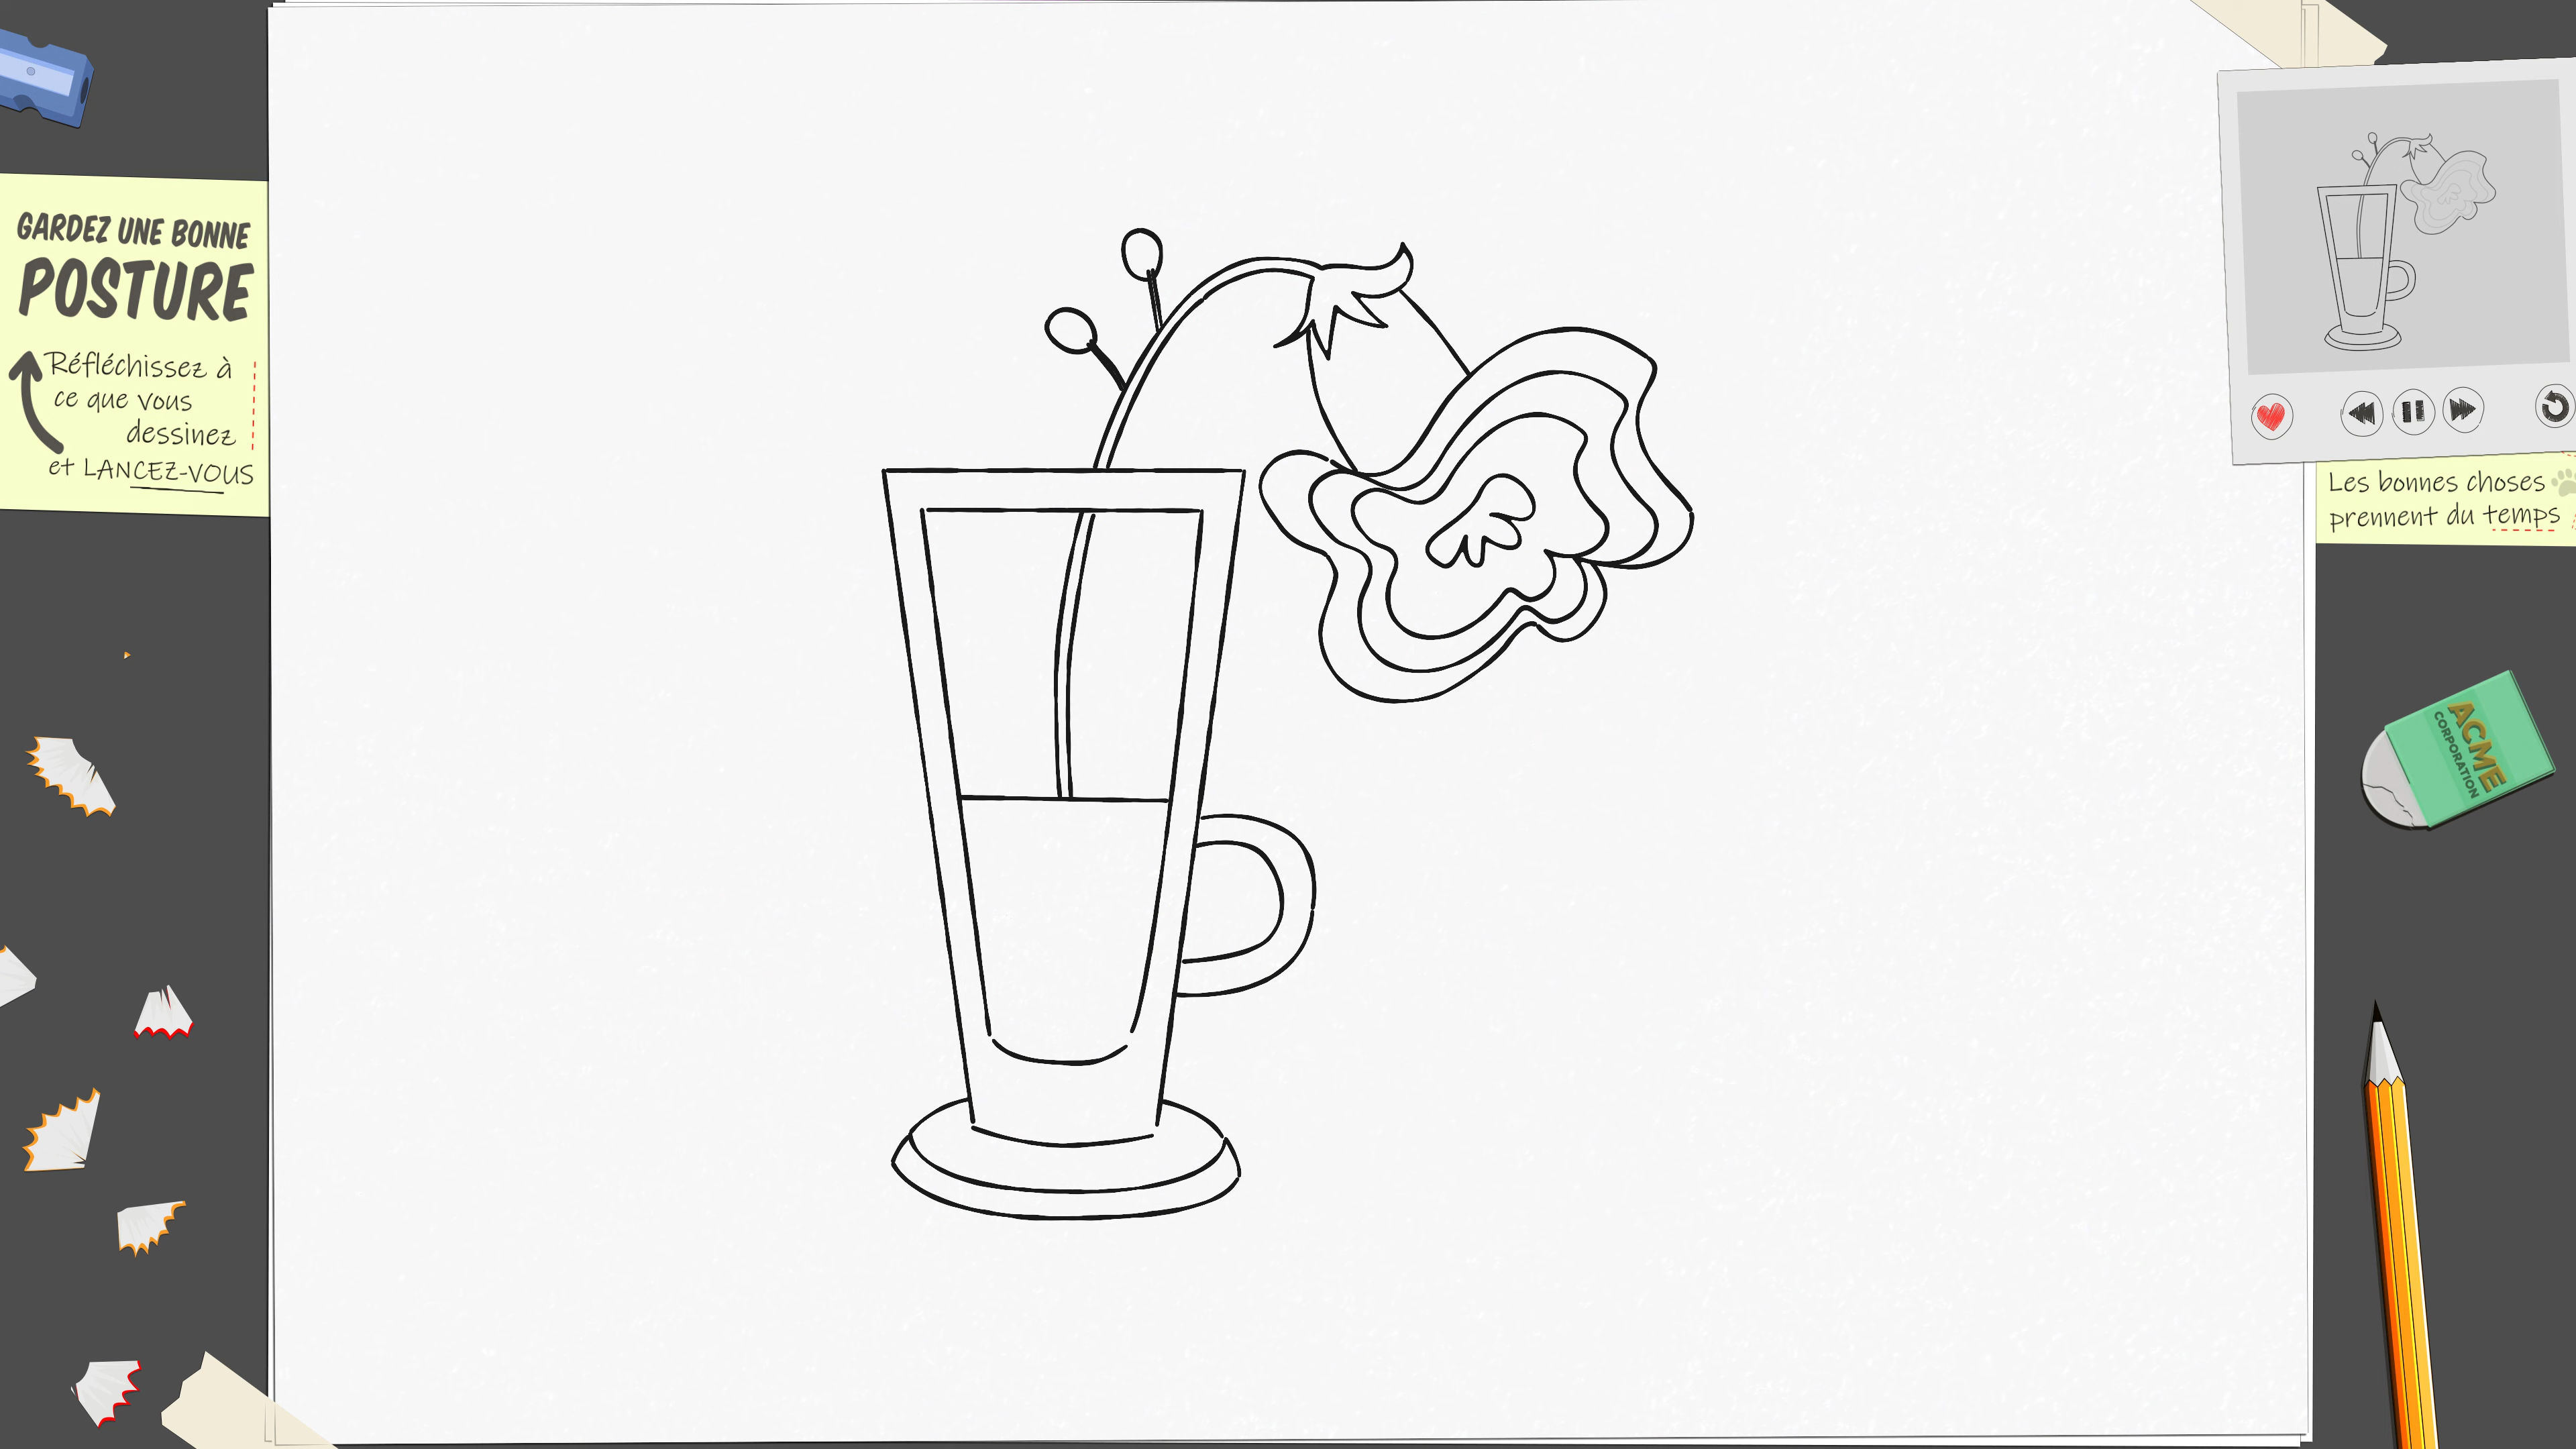 GARDEZ UNE BONNE
POSTURE
Réfléchissez à
ce que vous
dessinez
et LANCEZ-VOUS
Les bonnes choses
prennent du temps
ACME
CORPORATION